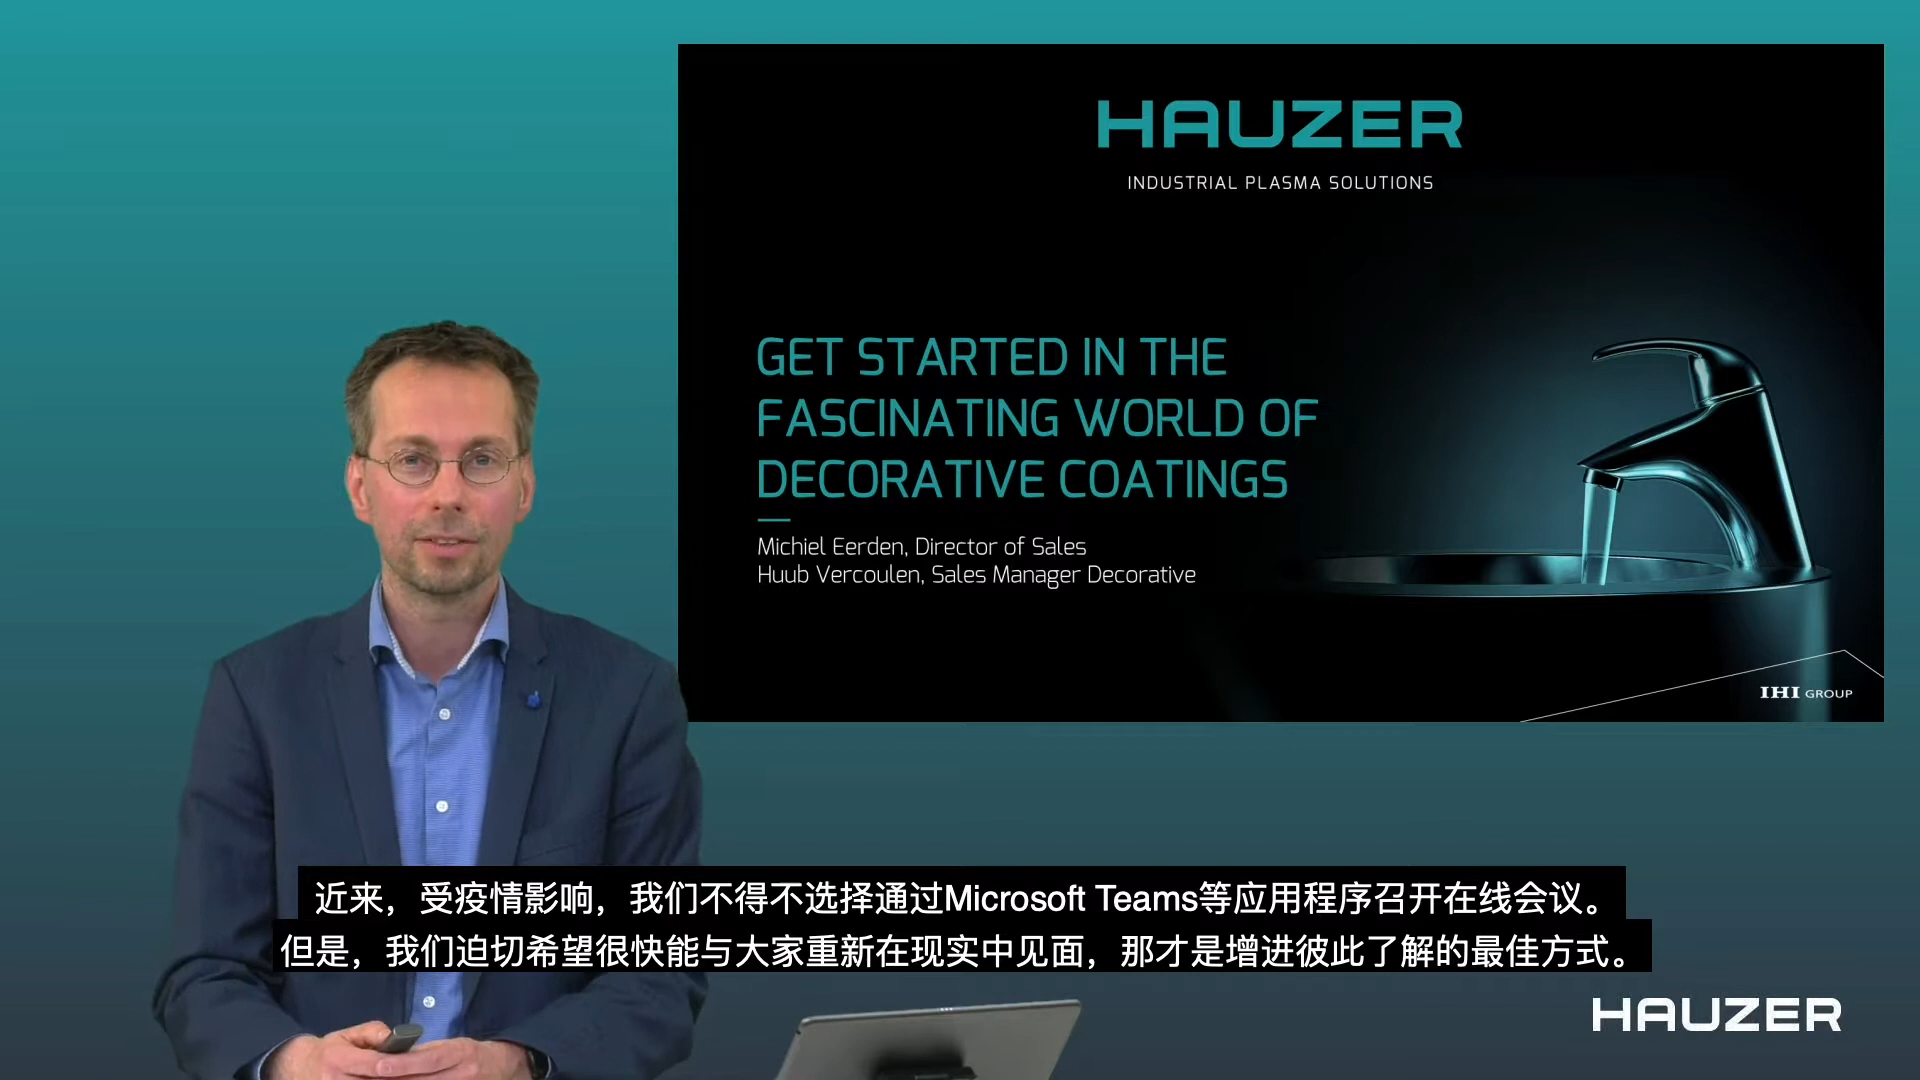 HAUZER
INDUSTRIAL PLASMA SOLUTIONS
GET STARTED IN THE
FASCINATING WORLD OF
DECORATIVE COATINGS
Michiel Eerden, Director of Sales
Huub Vercoulen, Sales Manager Decorative
IHI GROUP
近来，受疫情影响，我们不得不选择通过Microsoft Teams等应用程序召开在线会议。
但是，我们迫切希望很快能与大家重新在现实中见面，那才是增进彼此了解的最佳方式。
HAUZER